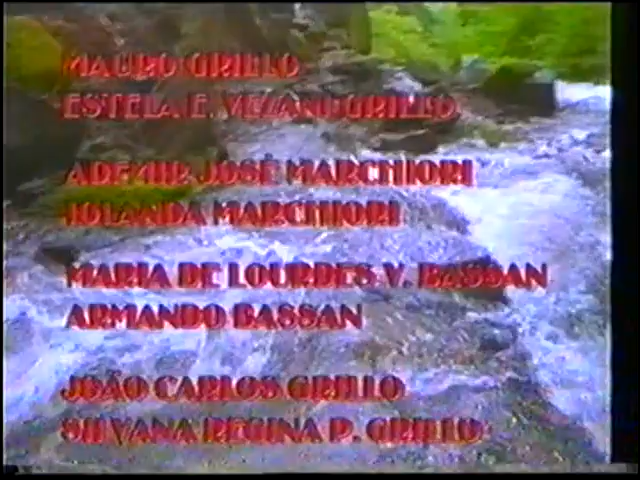 MAURO GRILLO
ESTELA E. VEZANI GRILLO
ADEMIR JOSÉ MARCHIORI
IOLANDA MARCHIORI
MARIA DE LOURDES V. BASSAN
ARMANDO BASSAN
JOÃO CARLOS GRILLO
SILVANA REGINA P. GRILLO